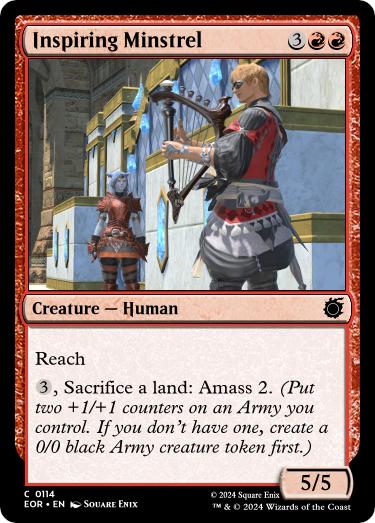 Inspiring Minstrel 3
Creature — Human
Reach
3, Sacrifice a land: Amass 2. (Put
two +1/+1 counters on an Army you
control. If you don't have one, create a
0/0 black Army creature token first.)
5/5
C 0114
EOR • EN SQUARE ENIX
© 2024 Square Enix
™ & © 2024 Wizards of the Coast